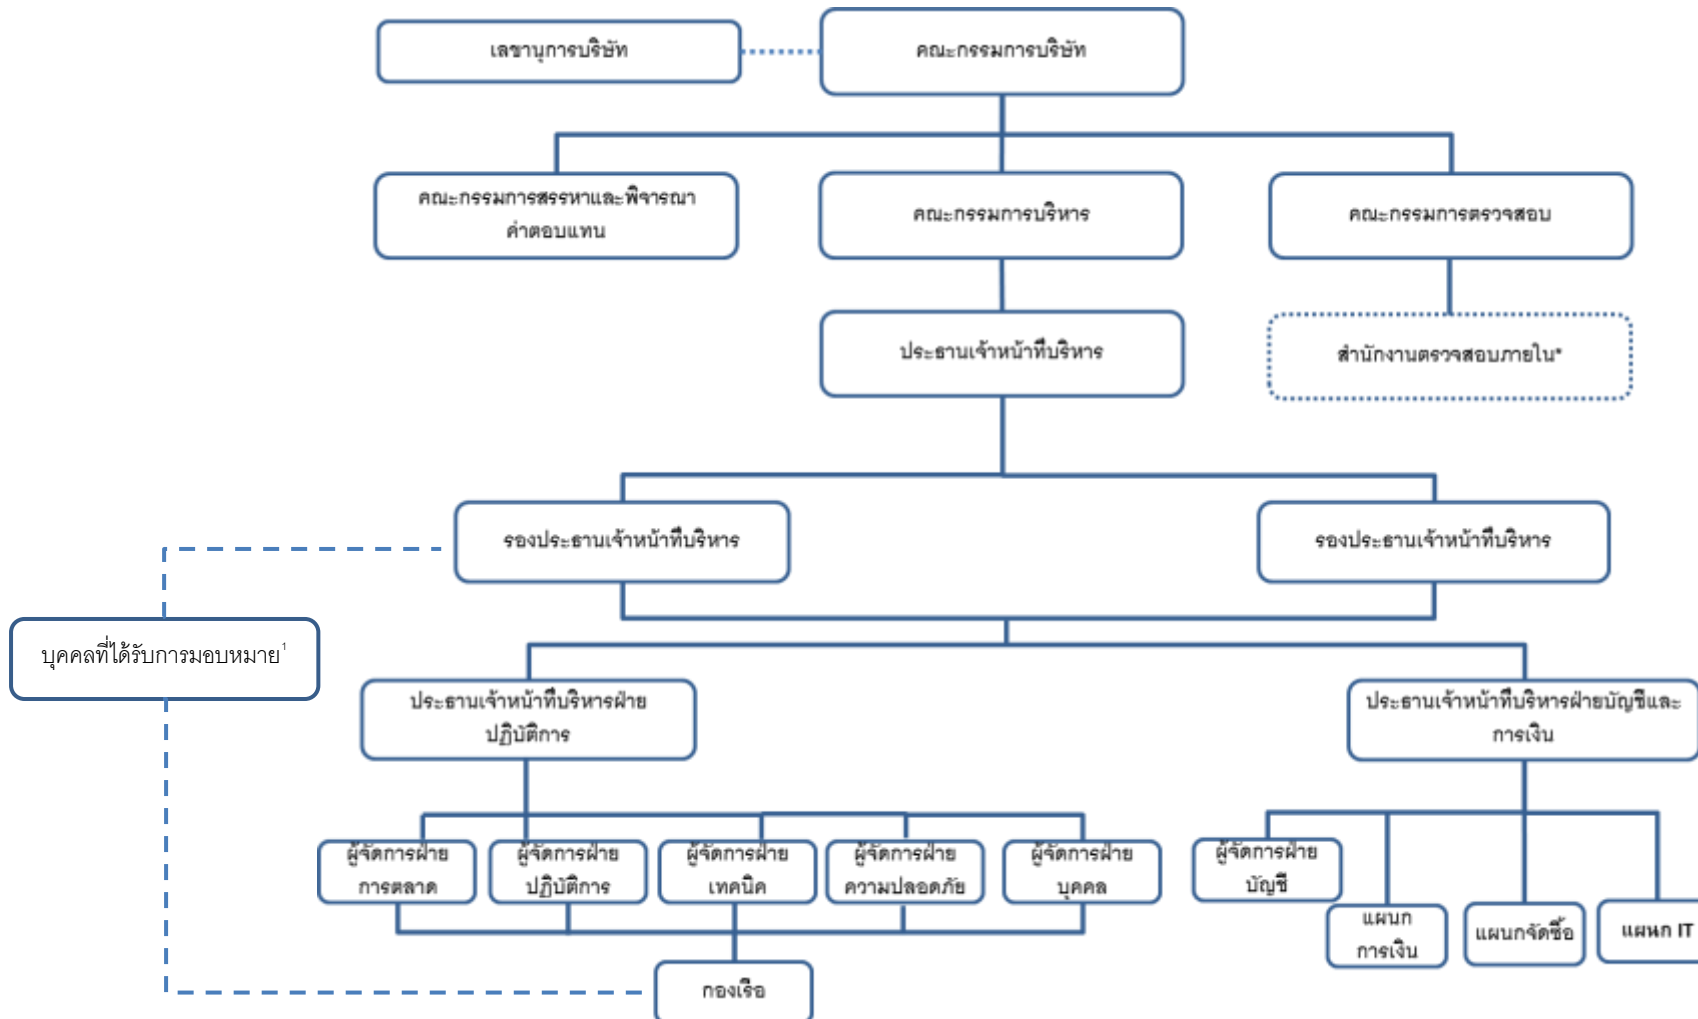 เลขานุการบริษัท
คณะกรรมการบริษัท
คณะกรรมการสรรหาและพิจารณา
ค่าตอบแทน
คณะกรรมการบริหาร
คณะกรรมการตรวจสอบ
ประธานเจ้าหน้าที่บริหาร
สำนักงานตรวจสอบภายใน*
รองประธานเจ้าหน้าที่บริหาร
รองประธานเจ้าหน้าที่บริหาร
บุคคลที่ได้รับการมอบหมาย¹
ประธานเจ้าหน้าที่บริหารฝ่าย
ปฏิบัติการ
ประธานเจ้าหน้าที่บริหารฝ่ายบัญชีและ
การเงิน
ผู้จัดการฝ่าย
การตลาด
ผู้จัดการฝ่าย
ปฏิบัติการ
ผู้จัดการฝ่าย
เทคนิค
ผู้จัดการฝ่าย
ความปลอดภัย
ผู้จัดการฝ่าย
บุคคล
ผู้จัดการฝ่าย
บัญชี
แผนก
การเงิน
แผนกจัดซื้อ
แผนก IT
กองเรือ